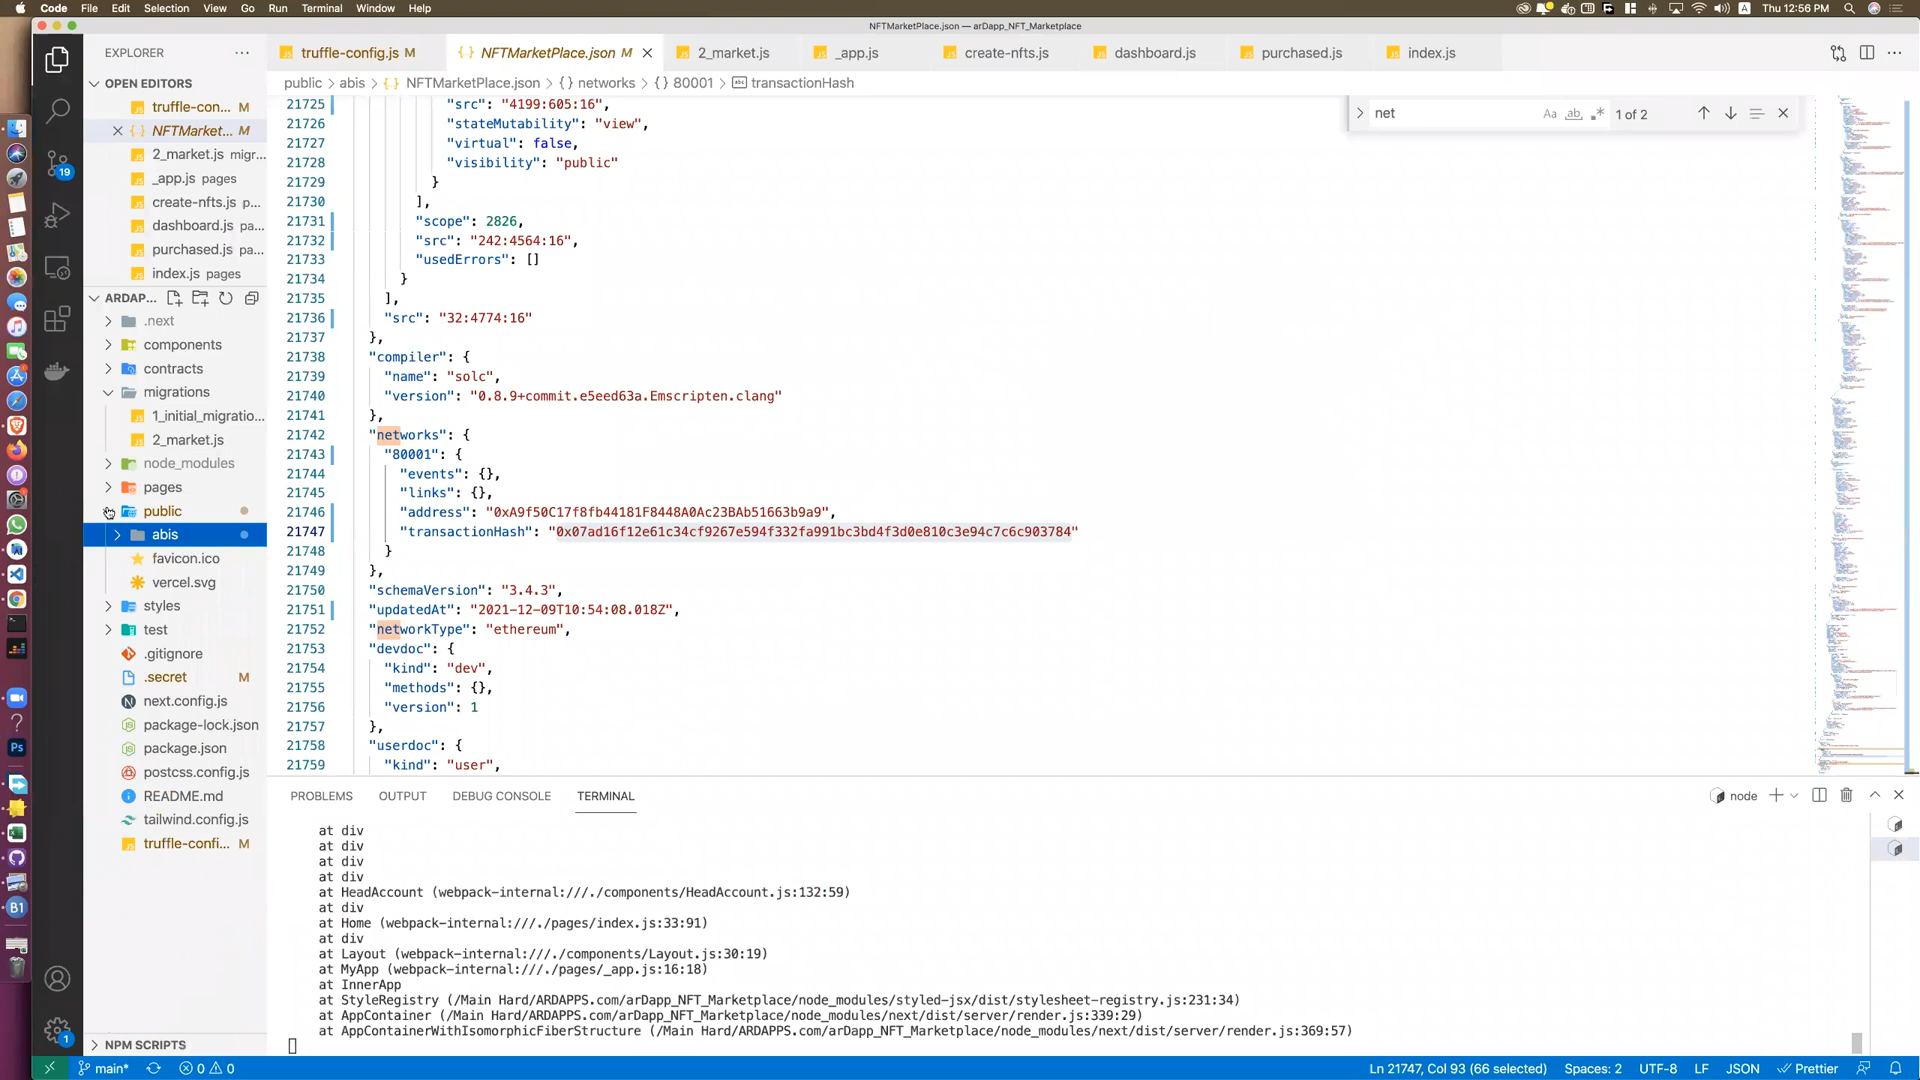 Code File Edit Selection View Go Run Terminal Window Help
Thu 12:56 PM
NFTMarketPlace.json — arDapp_NFT_Marketplace
EXPLORER
truffle-config.js M
NFTMarketPlace.json M
2_market.js
_app.js
create-nfts.js
dashboard.js
purchased.js
index.js
OPEN EDITORS
truffle-con... M
NFTMarket... M
2_market.js migr...
_app.js pages
create-nfts.js p...
dashboard.js pa...
purchased.js pa...
index.js pages
ARDAP...
.next
components
contracts
migrations
1_initial_migratio...
2_market.js
node_modules
pages
public
abis
favicon.ico
vercel.svg
styles
test
.gitignore
.secret M
next.config.js
package-lock.json
package.json
postcss.config.js
README.md
tailwind.config.js
truffle-confi... M
NPM SCRIPTS
19
1
Ps
B1
public > abis > {} NFTMarketPlace.json > {} networks > {} 80001 > abc transactionHash
net
Aa ab 1 of 2
21725 "src": "4199:605:16",
21726 "stateMutability": "view",
21727 "virtual": false,
21728 "visibility": "public"
21729 }
21730 ],
21731 "scope": 2826,
21732 "src": "242:4564:16",
21733 "usedErrors": []
21734 }
21735 ],
21736 "src": "32:4774:16"
21737 },
21738 "compiler": {
21739 "name": "solc",
21740 "version": "0.8.9+commit.e5eed63a.Emscripten.clang"
21741 },
21742 "networks": {
21743 "80001": {
21744 "events": {},
21745 "links": {},
21746 "address": "0xA9f50C17f8fb44181F8448A0Ac23BAb51663b9a9",
21747 "transactionHash": "0x07ad16f12e61c34cf9267e594f332fa991bc3bd4f3d0e810c3e94c7c6c903784"
21748 }
21749 },
21750 "schemaVersion": "3.4.3",
21751 "updatedAt": "2021-12-09T10:54:08.018Z",
21752 "networkType": "ethereum",
21753 "devdoc": {
21754 "kind": "dev",
21755 "methods": {},
21756 "version": 1
21757 },
21758 "userdoc": {
21759 "kind": "user",
PROBLEMS OUTPUT DEBUG CONSOLE TERMINAL
node
at div
at div
at div
at div
at HeadAccount (webpack-internal:///./components/HeadAccount.js:132:59)
at div
at Home (webpack-internal:///./pages/index.js:33:91)
at div
at Layout (webpack-internal:///./components/Layout.js:30:19)
at MyApp (webpack-internal:///./pages/_app.js:16:18)
at InnerApp
at StyleRegistry (/Main Hard/ARDAPPS.com/arDapp_NFT_Marketplace/node_modules/styled-jsx/dist/stylesheet-registry.js:231:34)
at AppContainer (/Main Hard/ARDAPPS.com/arDapp_NFT_Marketplace/node_modules/next/dist/server/render.js:339:29)
at AppContainerWithIsomorphicFiberStructure (/Main Hard/ARDAPPS.com/arDapp_NFT_Marketplace/node_modules/next/dist/server/render.js:369:57)
main* 0 0 Ln 21747, Col 93 (66 selected) Spaces: 2 UTF-8 LF JSON Prettier